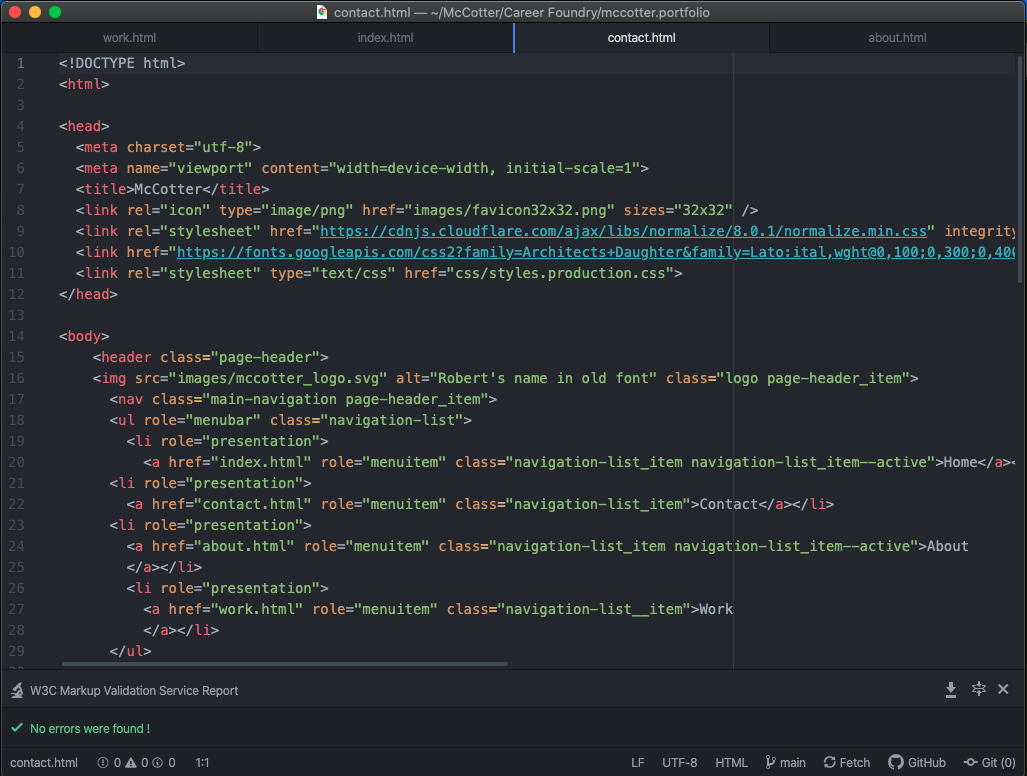 contact.html — ~/McCotter/Career Foundry/mccotter.portfolio
work.html index.html contact.html about.html
1 <!DOCTYPE html>
2 <html>
3
4 <head>
5 <meta charset="utf-8">
6 <meta name="viewport" content="width=device-width, initial-scale=1">
7 <title>McCotter</title>
8 <link rel="icon" type="image/png" href="images/favicon32x32.png" sizes="32x32" />
9 <link rel="stylesheet" href="https://cdnjs.cloudflare.com/ajax/libs/normalize/8.0.1/normalize.min.css" integrity
10 <link href="https://fonts.googleapis.com/css2?family=Architects+Daughter&family=Lato:ital,wght@0,100;0,300;0,400
11 <link rel="stylesheet" type="text/css" href="css/styles.production.css">
12 </head>
13
14 <body>
15 <header class="page-header">
16 <img src="images/mccotter_logo.svg" alt="Robert's name in old font" class="logo page-header_item">
17 <nav class="main-navigation page-header_item">
18 <ul role="menubar" class="navigation-list">
19 <li role="presentation">
20 <a href="index.html" role="menuitem" class="navigation-list_item navigation-list_item--active">Home</a><
21 <li role="presentation">
22 <a href="contact.html" role="menuitem" class="navigation-list_item">Contact</a></li>
23 <li role="presentation">
24 <a href="about.html" role="menuitem" class="navigation-list_item navigation-list_item--active">About
25 </a></li>
26 <li role="presentation">
27 <a href="work.html" role="menuitem" class="navigation-list__item">Work
28 </a></li>
29 </ul>
W3C Markup Validation Service Report
No errors were found !
contact.html 0 0 0 1:1 LF UTF-8 HTML main Fetch GitHub Git (0)